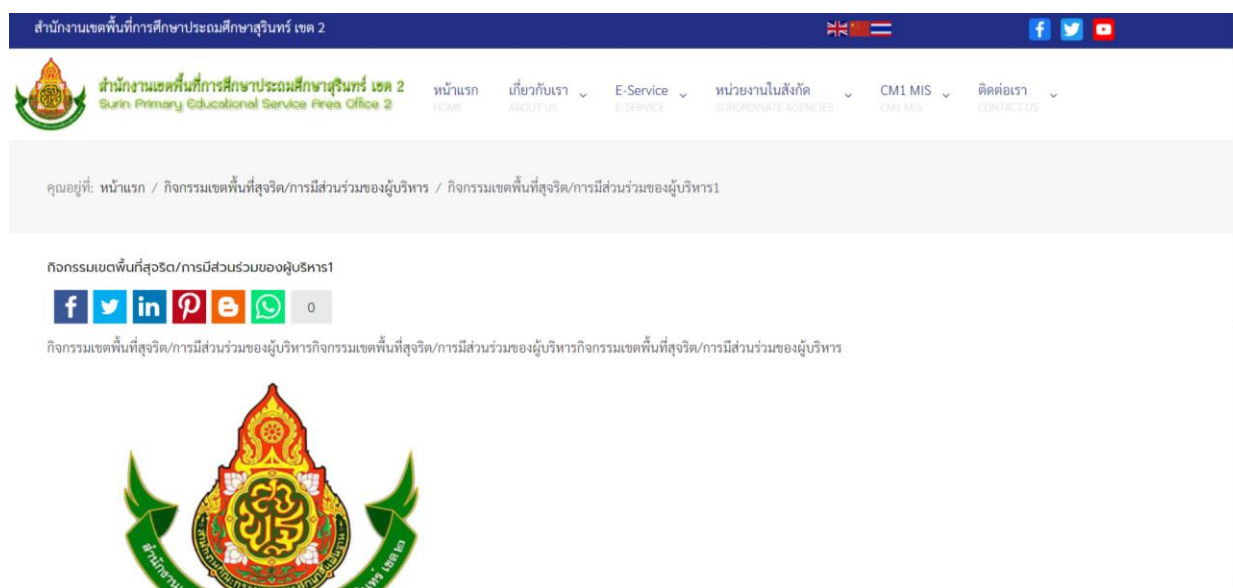 สำนักงานเขตพื้นที่การศึกษาประถมศึกษาสุรินทร์ เขต 2
สำนักงานเขตพื้นที่การศึกษาประถมศึกษาสุรินทร์ เขต 2
Surin Primary Educational Service Area Office 2
หน้าแรก เกี่ยวกับเรา E-Service หน่วยงานในสังกัด CM1 MIS ติดต่อเรา
HOME ABOUT US E-SERVICE SUBORDINATE AGENCIES CM1 MIS CONTACT US
คุณอยู่ที่: หน้าแรก / กิจกรรมเขตพื้นที่สุจริต/การมีส่วนร่วมของผู้บริหาร / กิจกรรมเขตพื้นที่สุจริต/การมีส่วนร่วมของผู้บริหาร1
กิจกรรมเขตพื้นที่สุจริต/การมีส่วนร่วมของผู้บริหาร1
0
กิจกรรมเขตพื้นที่สุจริต/การมีส่วนร่วมของผู้บริหารกิจกรรมเขตพื้นที่สุจริต/การมีส่วนร่วมของผู้บริหารกิจกรรมเขตพื้นที่สุจริต/การมีส่วนร่วมของผู้บริหาร